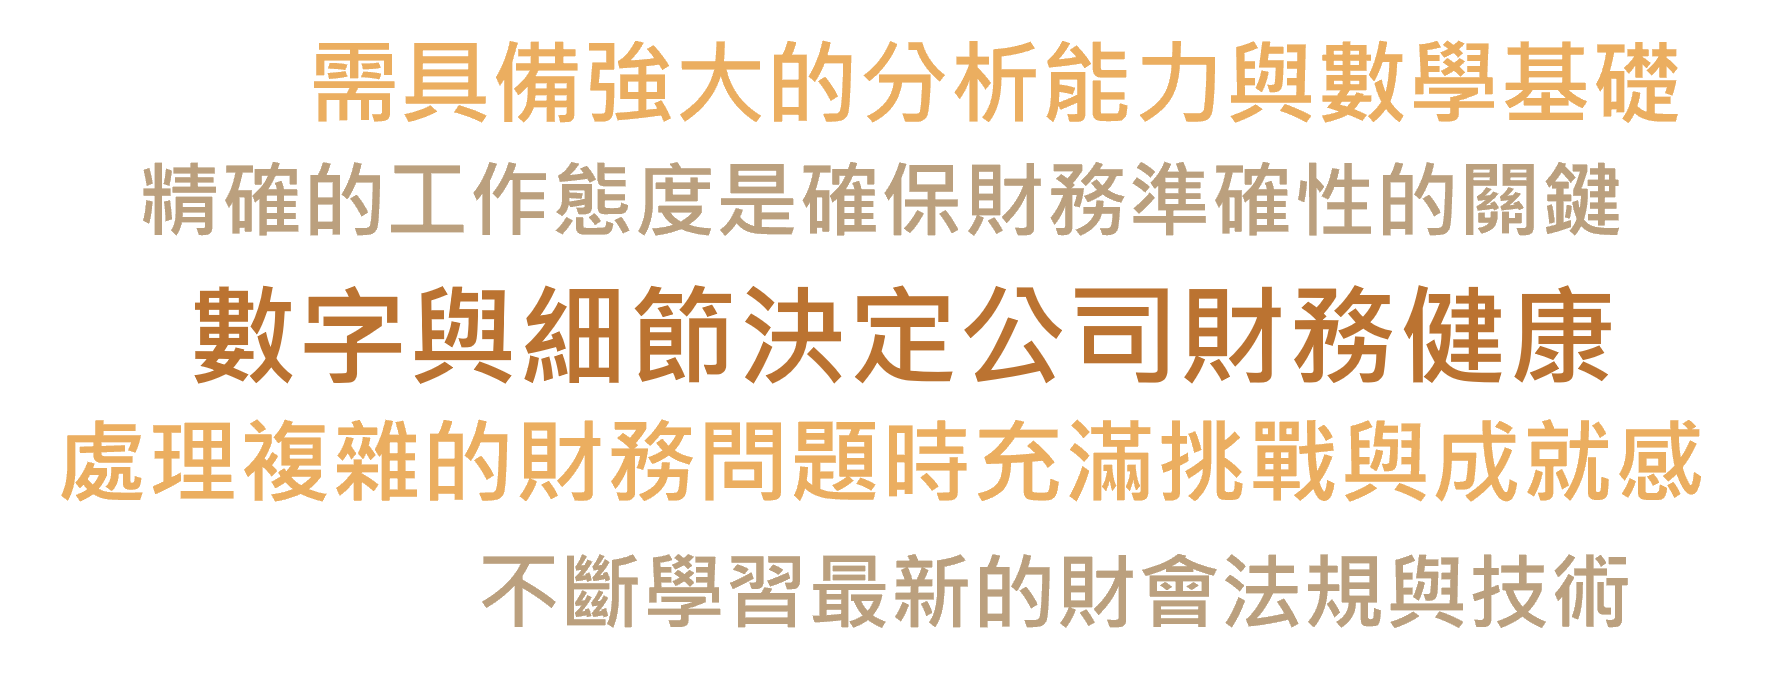 需具備強大的分析能力與數學基礎
精確的工作態度是確保財務準確性的關鍵
數字與細節決定公司財務健康
處理複雜的財務問題時充滿挑戰與成就感
不斷學習最新的財會法規與技術